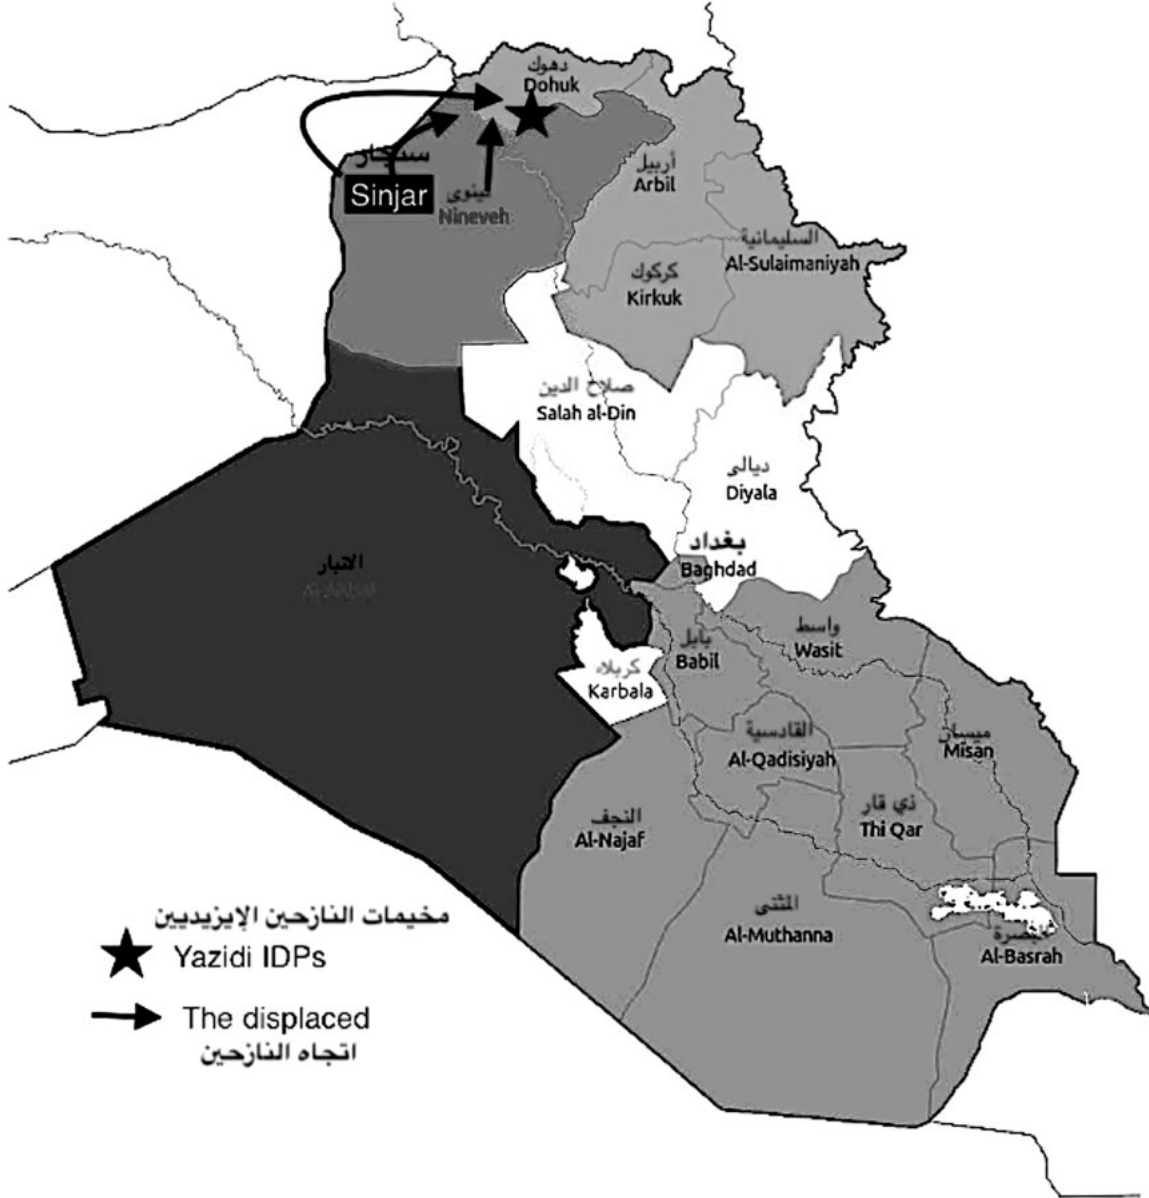 دهوك
Dohuk
سنجار
Sinjar
نينوى
Nineveh
أربيل
Arbil
السليمانية
Al-Sulaimaniyah
كركوك
Kirkuk
صلاح الدين
Salah al-Din
ديالى
Diyala
بغداد
Baghdad
الانبار
واسط
Wasit
بابل
Babil
كربلاء
Karbala
القادسية
Al-Qadisiyah
ميسان
Misan
ذي قار
Thi Qar
النجف
Al-Najaf
المثنى
Al-Muthanna
Al-Basrah
مخيمات النازحين الإيزيديين
Yazidi IDPs
The displaced
اتجاه النازحين